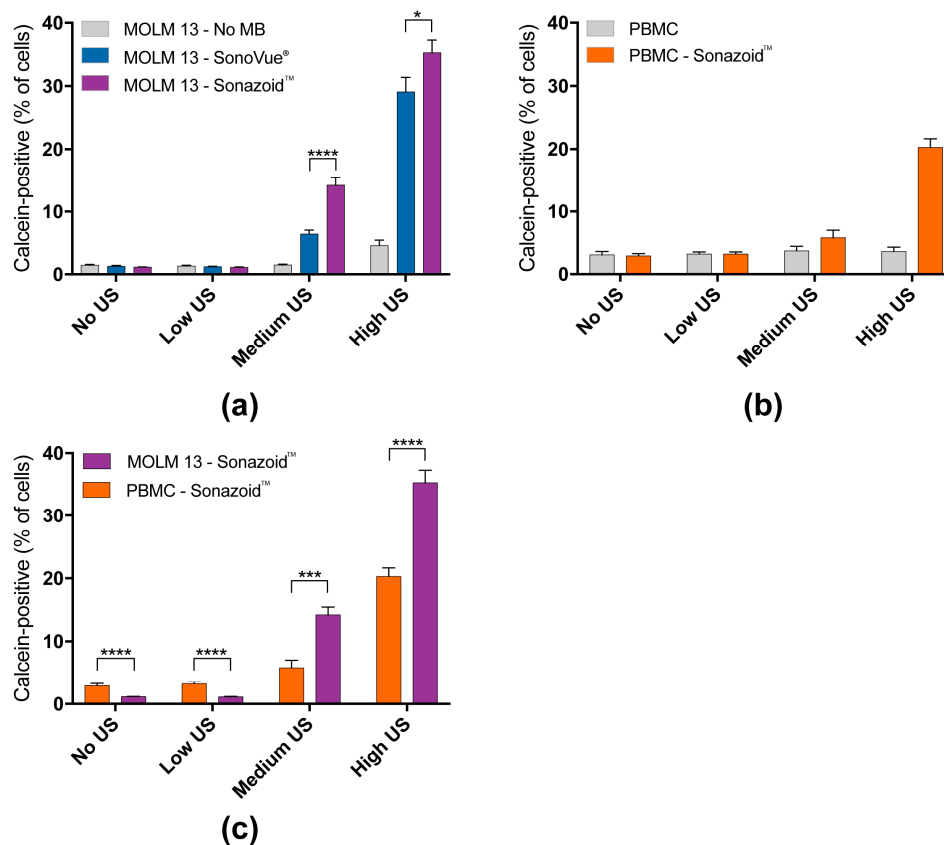 Calcein-positive (% of cells)
40
30
20
10
0
MOLM 13 - No MB
MOLM 13 - SonoVue®
MOLM 13 - Sonazoid™
****
*
No US
Low US
Medium US
High US
(a)
Calcein-positive (% of cells)
40
30
20
10
0
PBMC
PBMC - Sonazoid™
No US
Low US
Medium US
High US
(b)
Calcein-positive (% of cells)
40
30
20
10
0
MOLM 13 - Sonazoid™
PBMC - Sonazoid™
****
****
***
****
No US
Low US
Medium US
High US
(c)